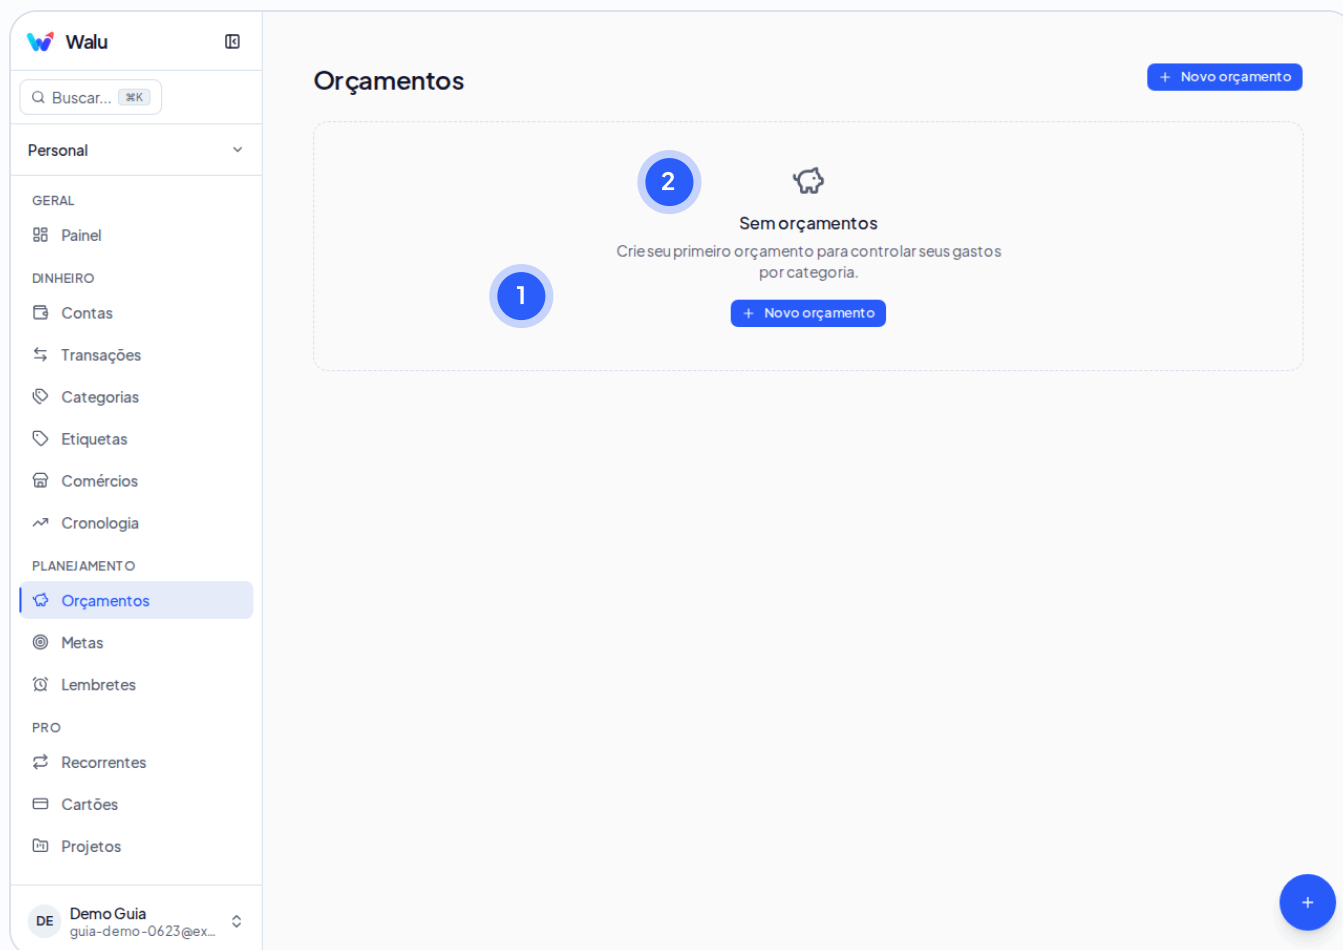 Walu
Buscar... ⌘K
Personal
GERAL
Painel
DINHEIRO
Contas
Transações
Categorias
Etiquetas
Comércios
Cronologia
PLANEJAMENTO
Orçamentos
Metas
Lembretes
PRO
Recorrentes
Cartões
Projetos
DE
Demo Guia
guia-demo-0623@ex...
Orçamentos
+ Novo orçamento
2
Sem orçamentos
Crie seu primeiro orçamento para controlar seus gastos
por categoria.
1
+ Novo orçamento
+